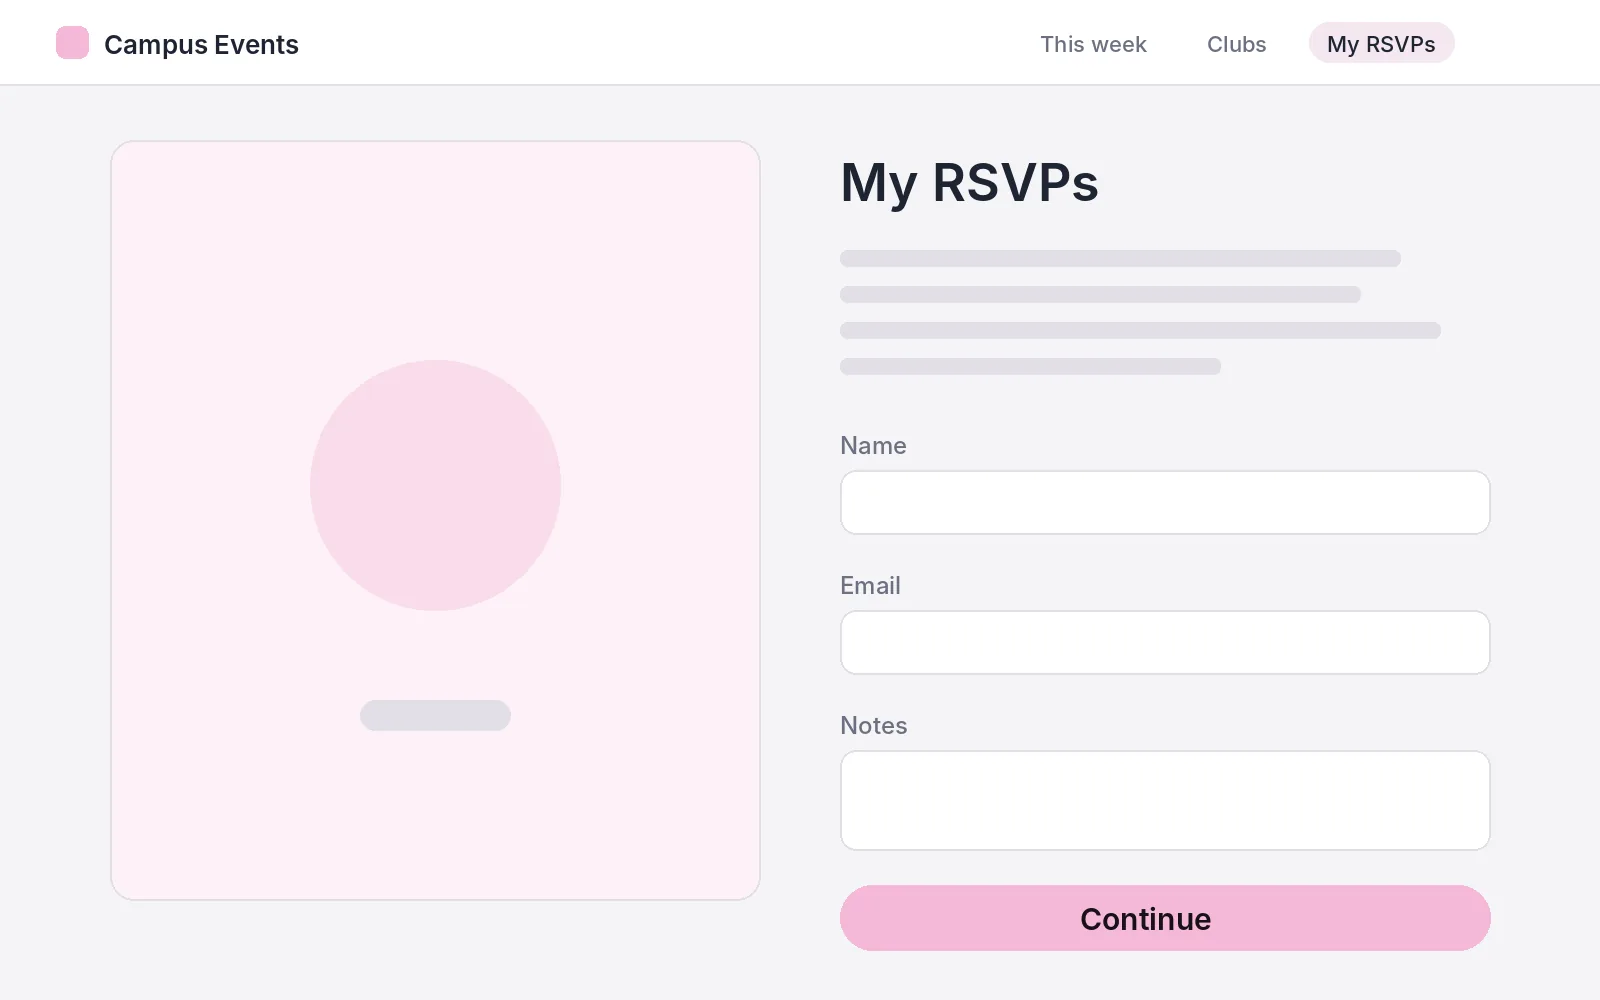 Campus Events
This week
Clubs
My RSVPs
My RSVPs
Name
Email
Notes
Continue